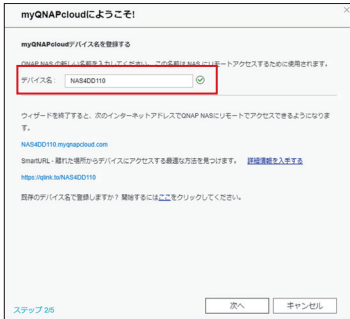 myQNAPcloudにようこそ!
myQNAPcloudデバイス名を登録する
QNAP NAS の新しい名前を入力してください。この名前は NAS にリモートアクセスするために使用されます。
デバイス名: NAS4DD110
ウィザードを終了すると、次のインターネットアドレスでQNAP NASにリモートでアクセスできるようになりま
す。
NAS4DD110.myqnapcloud.com
SmartURL - 離れた場所からデバイスにアクセスする最適な方法を見つけます。 詳細情報を入手する
https://qlink.to/NAS4DD110
既存のデバイス名で登録しますか? 開始するにはここをクリックしてください。
ステップ 2/5
次へ
キャンセル